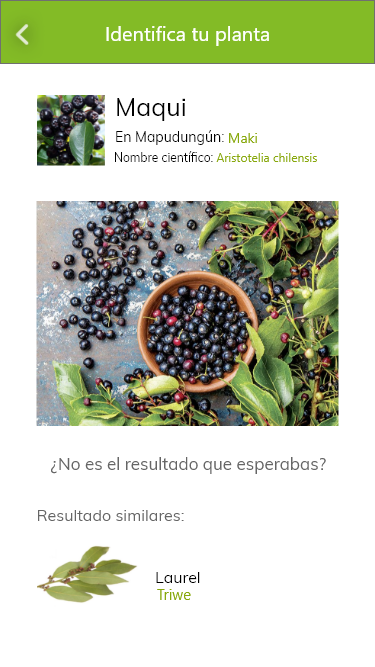 Identifica tu planta
Maqui
En Mapudungún: Maki
Nombre científico: Aristotelia chilensis
¿No es el resultado que esperabas?
Resultado similares:
Laurel
Triwe